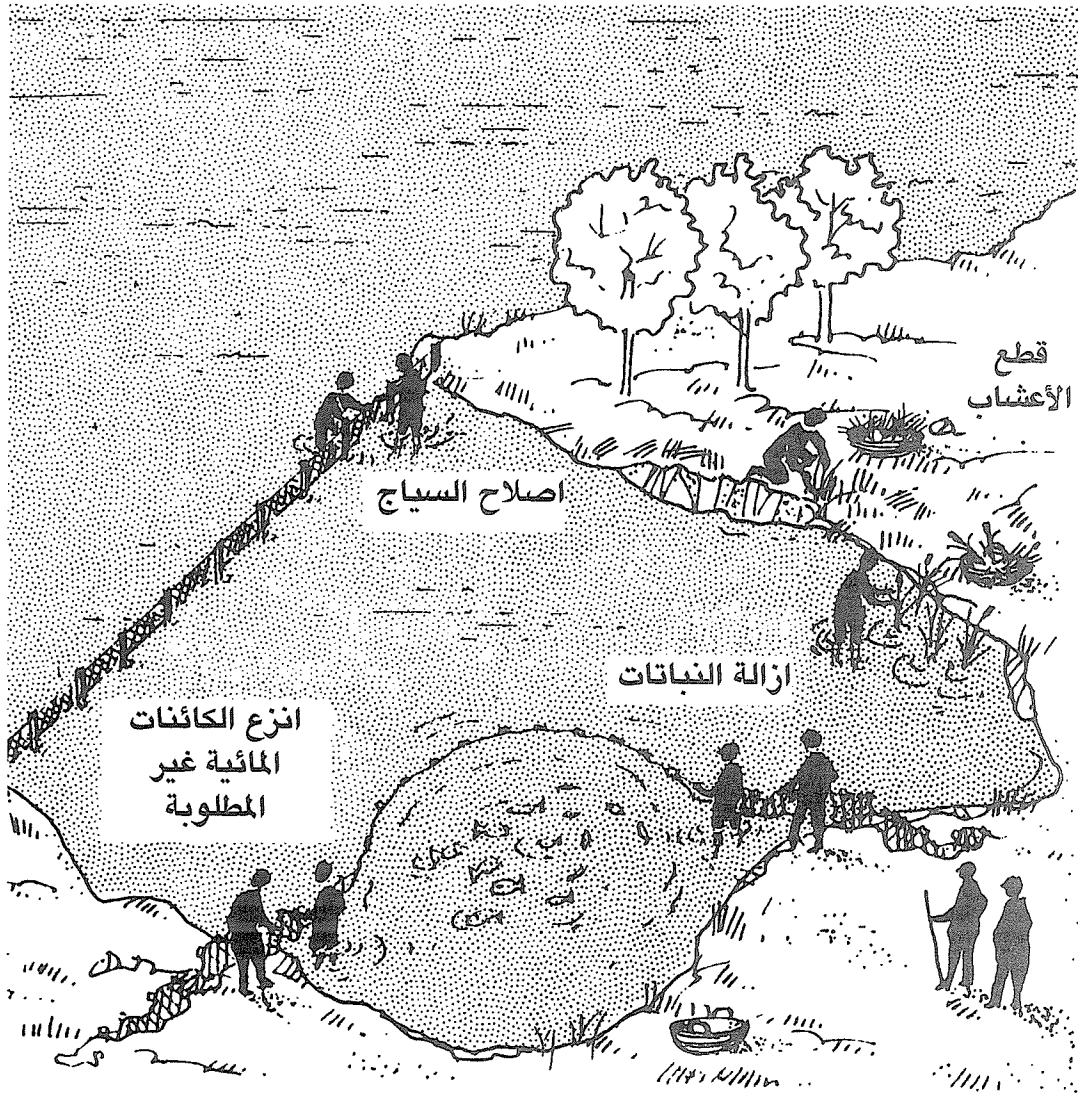 قطع
الأعشاب
اصلاح السياج
ازالة النباتات
انزع الكائنات
المائية غير
المطلوبة